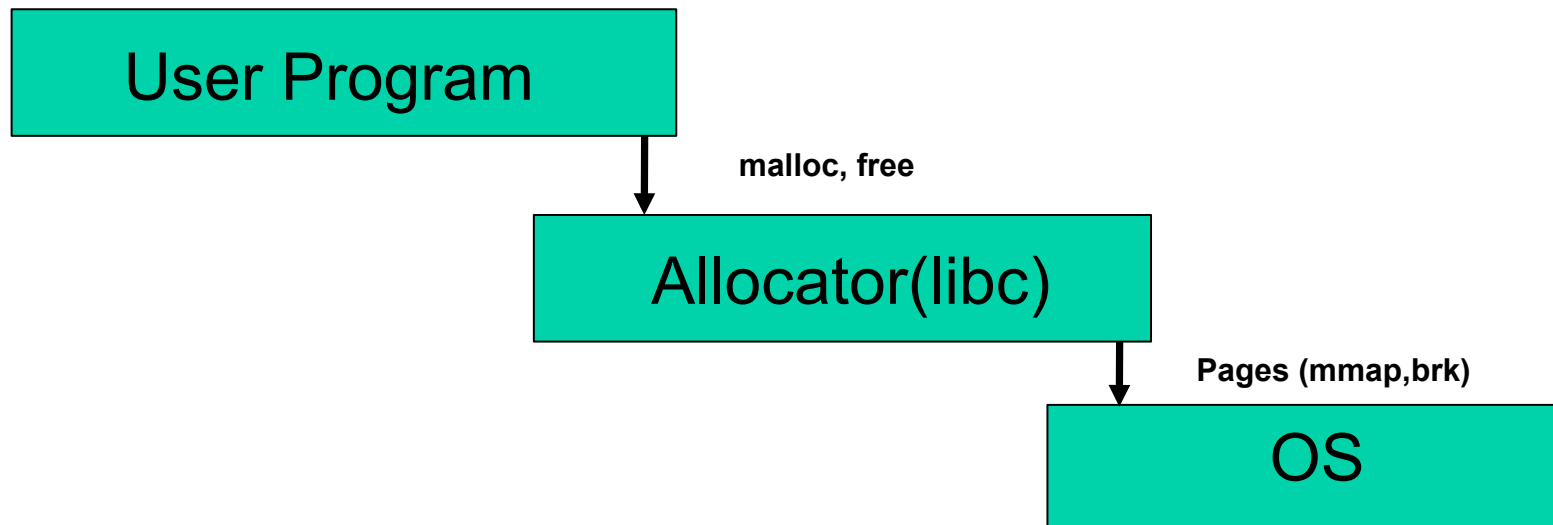 User Program
malloc, free
Allocator(libc)
Pages (mmap,brk)
OS